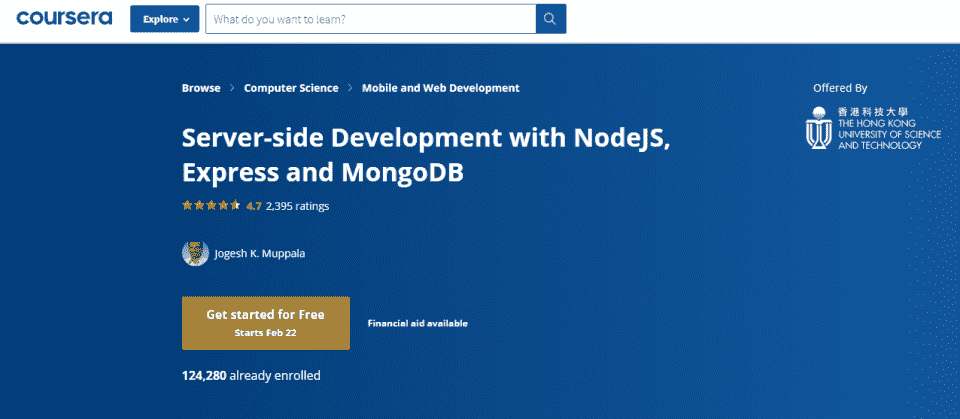 coursera
Explore
What do you want to learn?
Browse > Computer Science > Mobile and Web Development
Offered By
香港科技大學
THE HONG KONG
UNIVERSITY OF SCIENCE
AND TECHNOLOGY
Server-side Development with NodeJS,
Express and MongoDB
4.7 2,395 ratings
Jogesh K. Muppala
Get started for Free
Starts Feb 22
Financial aid available
124,280 already enrolled